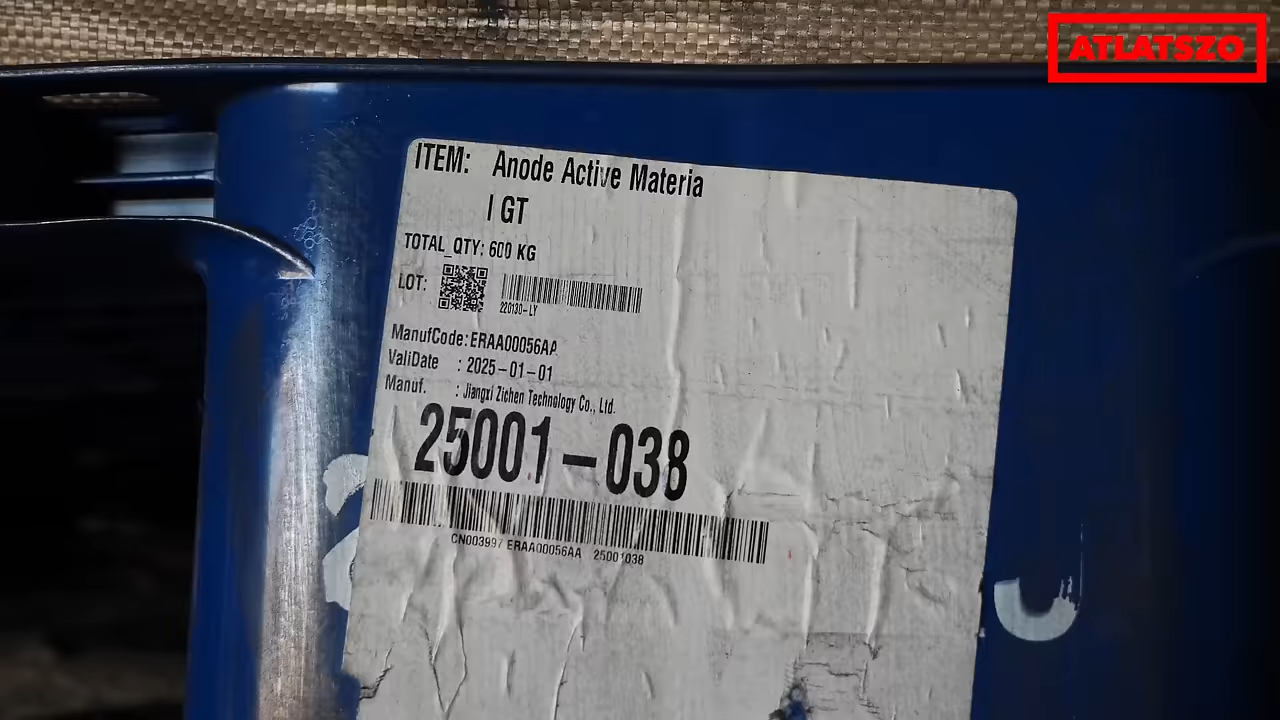 ATLATSZO
ITEM: Anode Active Materia
l GT
TOTAL_QTY: 600 KG
LOT:
220130-LY
ManufCode: ERAA00056AA
ValiDate : 2025-01-01
Manuf. : Jiangxi Zichen Technology Co., Ltd.
25001-038
CN003997 ERAA00056AA 25001038